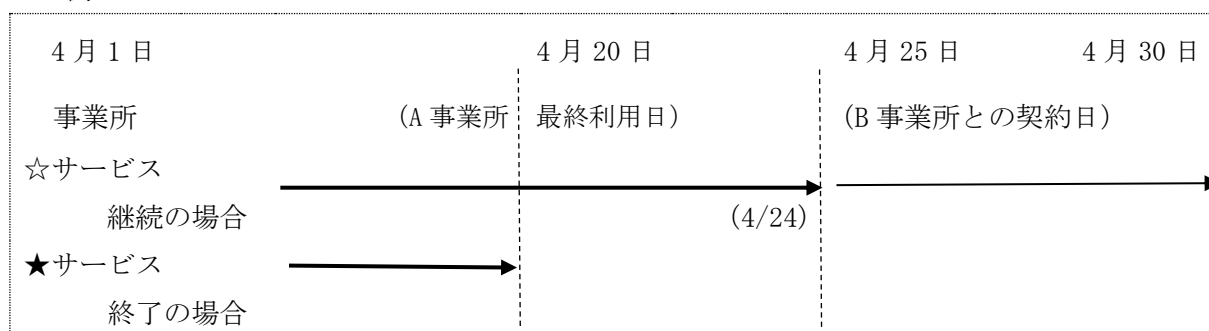 4月1日 4月20日 4月25日 4月30日
事業所 (A事業所 最終利用日) (B事業所との契約日)
☆サービス
継続の場合 (4/24)
★サービス
終了の場合